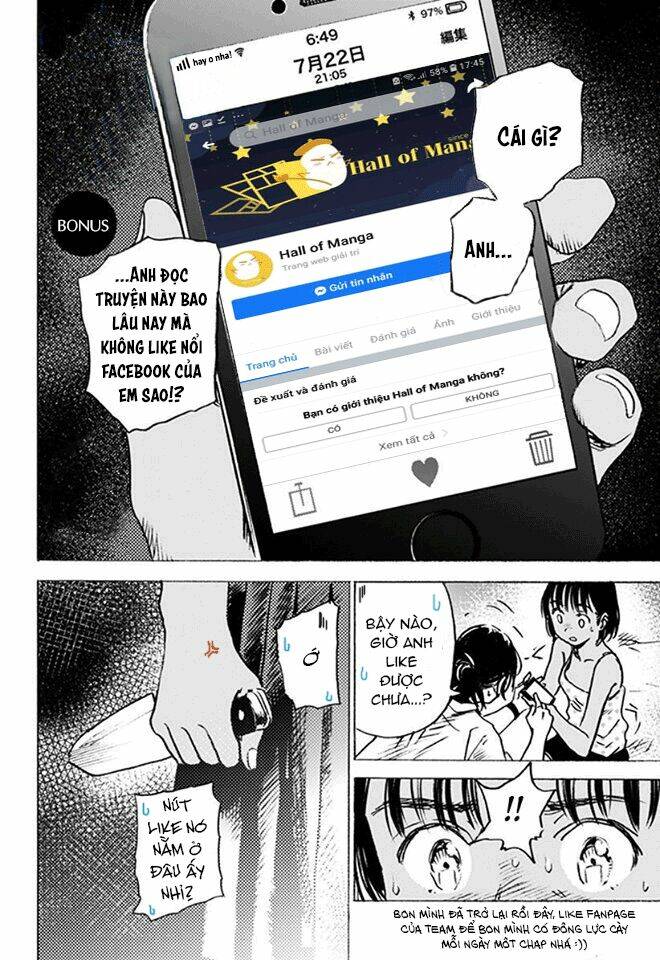 97%
hay o nha!
6:49
7月22日
21:05
編集
58% 17:45
Hall of Manga
since
Hall of Manga
CÁI GÌ?
ANH...
BONUS
...ANH ĐỌC
TRUYỆN NÀY BAO
LÂU NAY MÀ
KHÔNG LIKE NỔI
FACEBOOK CỦA
EM SAO!?
Hall of Manga
Trang web giải trí
Gửi tin nhắn
Trang chủ Bài viết Đánh giá Ảnh Giới thiệu
Đề xuất và đánh giá
Bạn có giới thiệu Hall of Manga không?
CÓ KHÔNG
Xem tất cả
BẬY NÀO,
GIỜ ANH
LIKE
ĐƯỢC
CHƯA...?
Ớ
!!
NÚT
LIKE NÓ
NẰM Ở
ĐÂU ẤY
NHỈ?
BỌN MÌNH ĐÃ TRỞ LẠI RỒI ĐÂY, LIKE FANPAGE
CỦA TEAM ĐỂ BỌN MÌNH CÓ ĐỘNG LỰC CÀY
MỖI NGÀY MỘT CHAP NHÁ :))